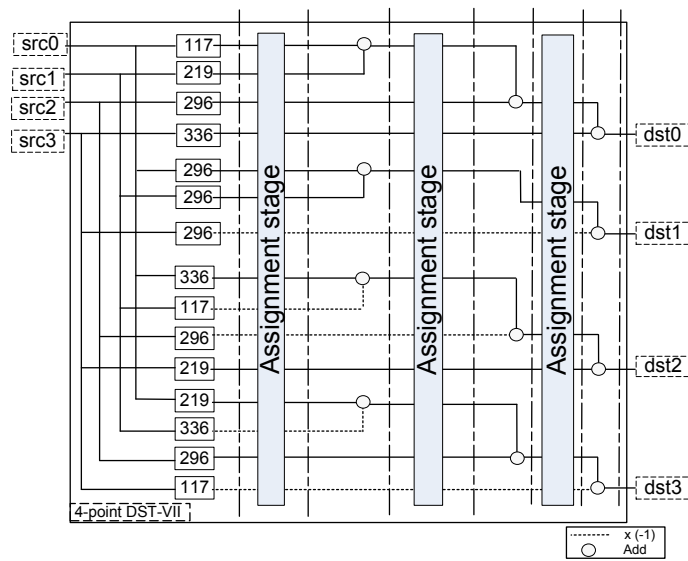 src0
src1
src2
src3
117
219
296
336
296
296
296
336
117
296
219
219
336
296
117
Assignment stage
Assignment stage
Assignment stage
dst0
dst1
dst2
dst3
4-point DST-VII
x (-1)
Add